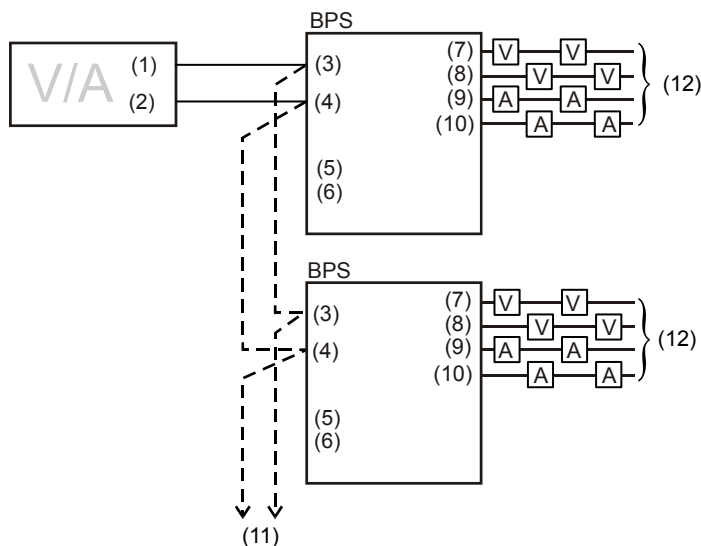 BPS
V/A
(1)
(2)
(3)
(4)
(5)
(6)
(7) V V
(8) V V
(9) A A
(10) A A
(12)
BPS
(3)
(4)
(5)
(6)
(7) V V
(8) V V
(9) A A
(10) A A
(12)
(11)